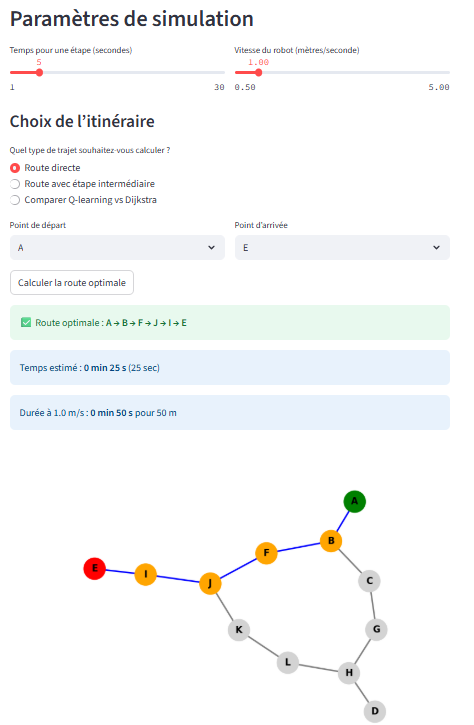 Paramètres de simulation
Temps pour une étape (secondes)
Vitesse du robot (mètres/seconde)
5
1.00
1
30
0.50
5.00
Choix de l'itinéraire
Quel type de trajet souhaitez-vous calculer ?
Route directe
Route avec étape intermédiaire
Comparer Q-learning vs Dijkstra
Point de départ
Point d'arrivée
A
E
Calculer la route optimale
✅ Route optimale : A → B → F → J → I → E
Temps estimé : 0 min 25 s (25 sec)
Durée à 1.0 m/s : 0 min 50 s pour 50 m
A
B
F
E
I
J
C
K
G
L
H
D